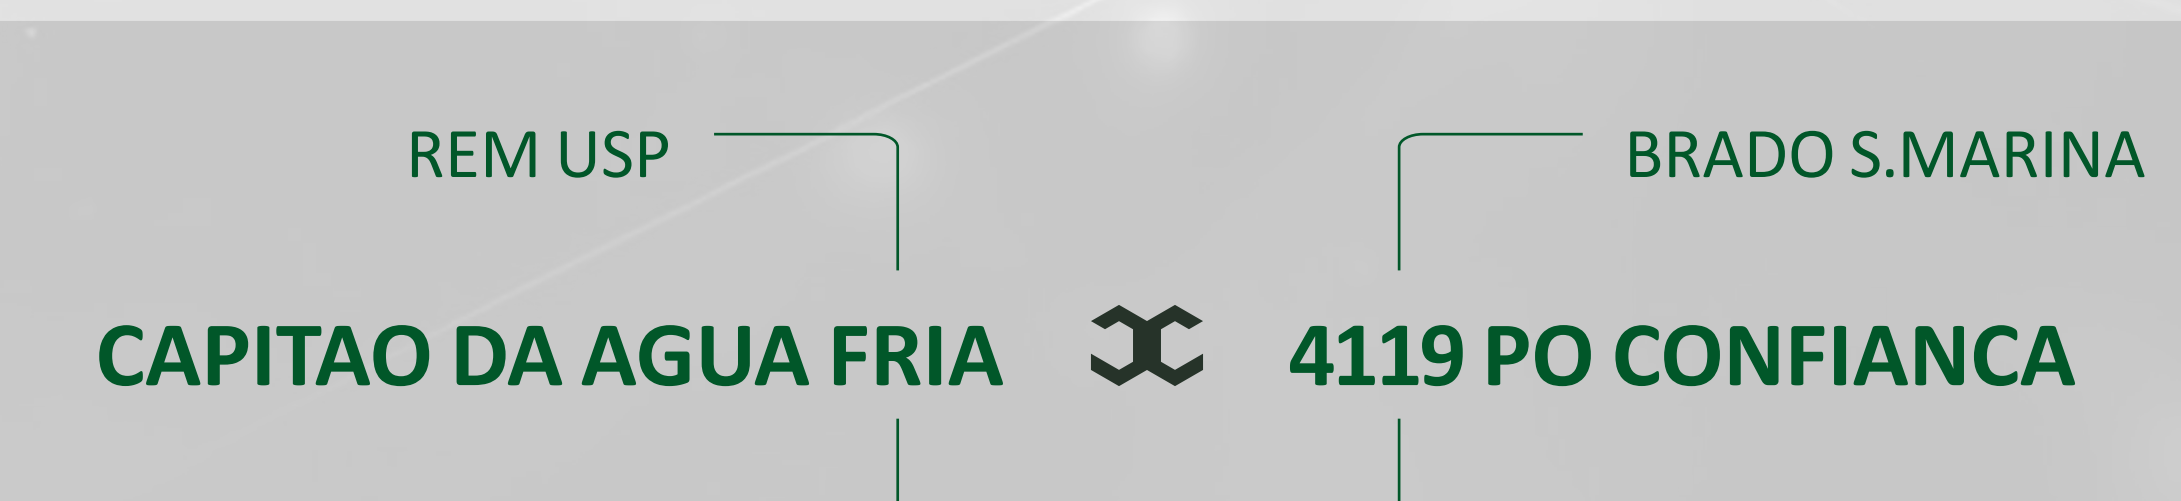 REM USP
BRADO S.MARINA
CAPITAO DA AGUA FRIA
4119 PO CONFIANCA